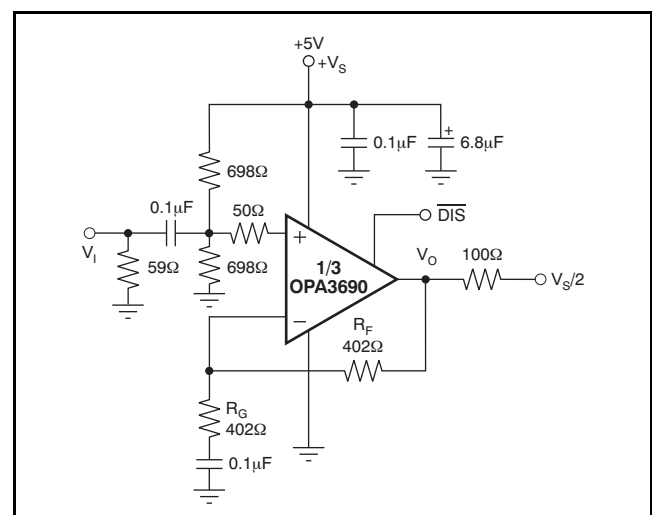 +5V
+V_S
0.1μF
+
6.8μF
698Ω
0.1μF
50Ω
DIS
V_I
+
1/3
OPA3690
V_O
100Ω
V_S/2
59Ω
698Ω
−
R_F
402Ω
R_G
402Ω
0.1μF